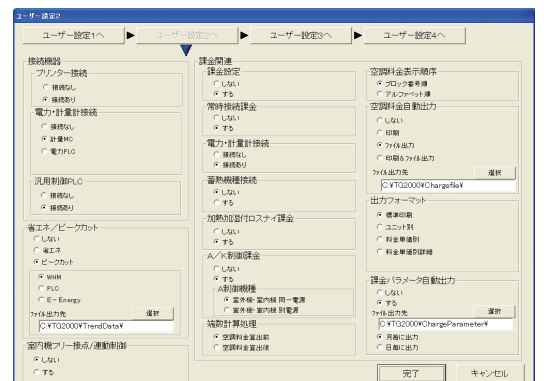 ユーザー設定2
ユーザー設定1へ
ユーザー設定2へ
ユーザー設定3へ
ユーザー設定4へ
接続機器
プリンター接続
接続なし
接続あり
電力・計量計接続
接続なし
計量MC
電力PLC
汎用制御PLC
接続なし
接続あり
省エネ/ピークカット
しない
省エネ
ピークカット
WHM
PLC
E-Energy
ファイル出力先
選択
C:¥TG2000¥TrendData¥
室内機フリー接点/連動制御
しない
する
課金関連
課金設定
しない
する
常時接続課金
しない
する
電力・計量計接続
接続なし
接続あり
蓄熱機種接続
しない
する
加熱加湿付ロスナイ課金
しない
する
A/K制御課金
しない
する
A制御機種
室外機・室内機 同一電源
室外機・室内機 別電源
端数計算処理
空調料金算出前
空調料金算出後
空調料金表示順序
ブロック番号順
アルファベット順
空調料金自動出力
しない
印刷
ファイル出力
印刷&ファイル出力
ファイル出力先
選択
C:¥TG2000¥Chargefile¥
出力フォーマット
標準印刷
ユニット別
料金単価別
料金単価別詳細
課金パラメータ自動出力
しない
する
ファイル出力先
選択
C:¥TG2000¥ChargeParameter¥
月毎に出力
日毎に出力
完了
キャンセル